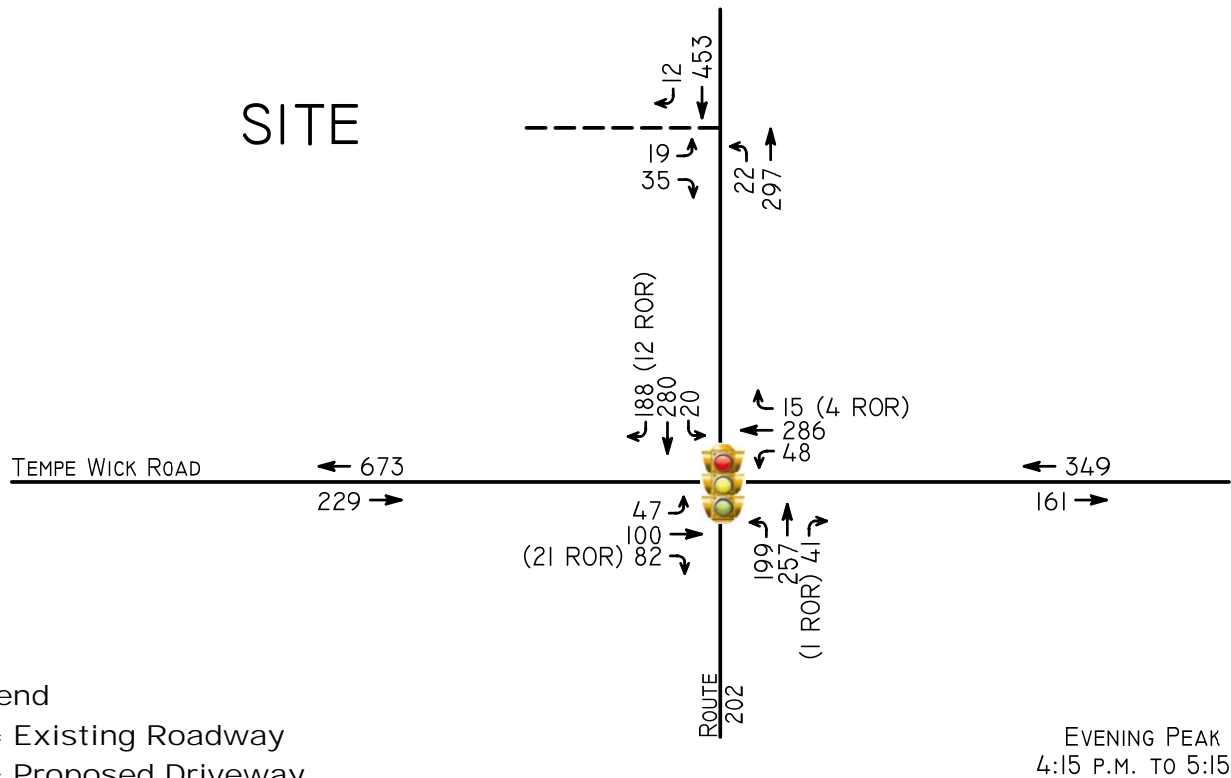 12
453
SITE
19
35
22
297
188 (12 ROR)
280
20
15 (4 ROR)
286
48
TEMPE WICK ROAD
673
349
229
161
47
100
(21 ROR) 82
199
257
(1 ROR) 41
ROUTE
202
end
Existing Roadway
Proposed Driveway
EVENING PEAK
4:15 P.M. TO 5:15